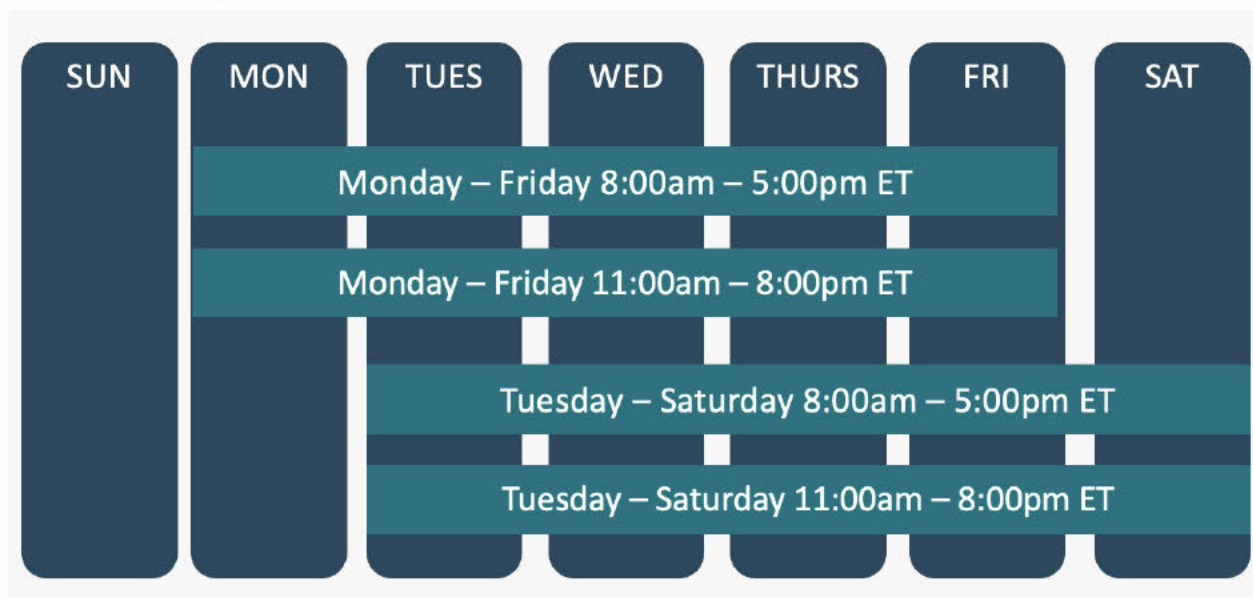 SUN MON TUES WED THURS FRI SAT
Monday – Friday 8:00am – 5:00pm ET
Monday – Friday 11:00am – 8:00pm ET
Tuesday – Saturday 8:00am – 5:00pm ET
Tuesday – Saturday 11:00am – 8:00pm ET